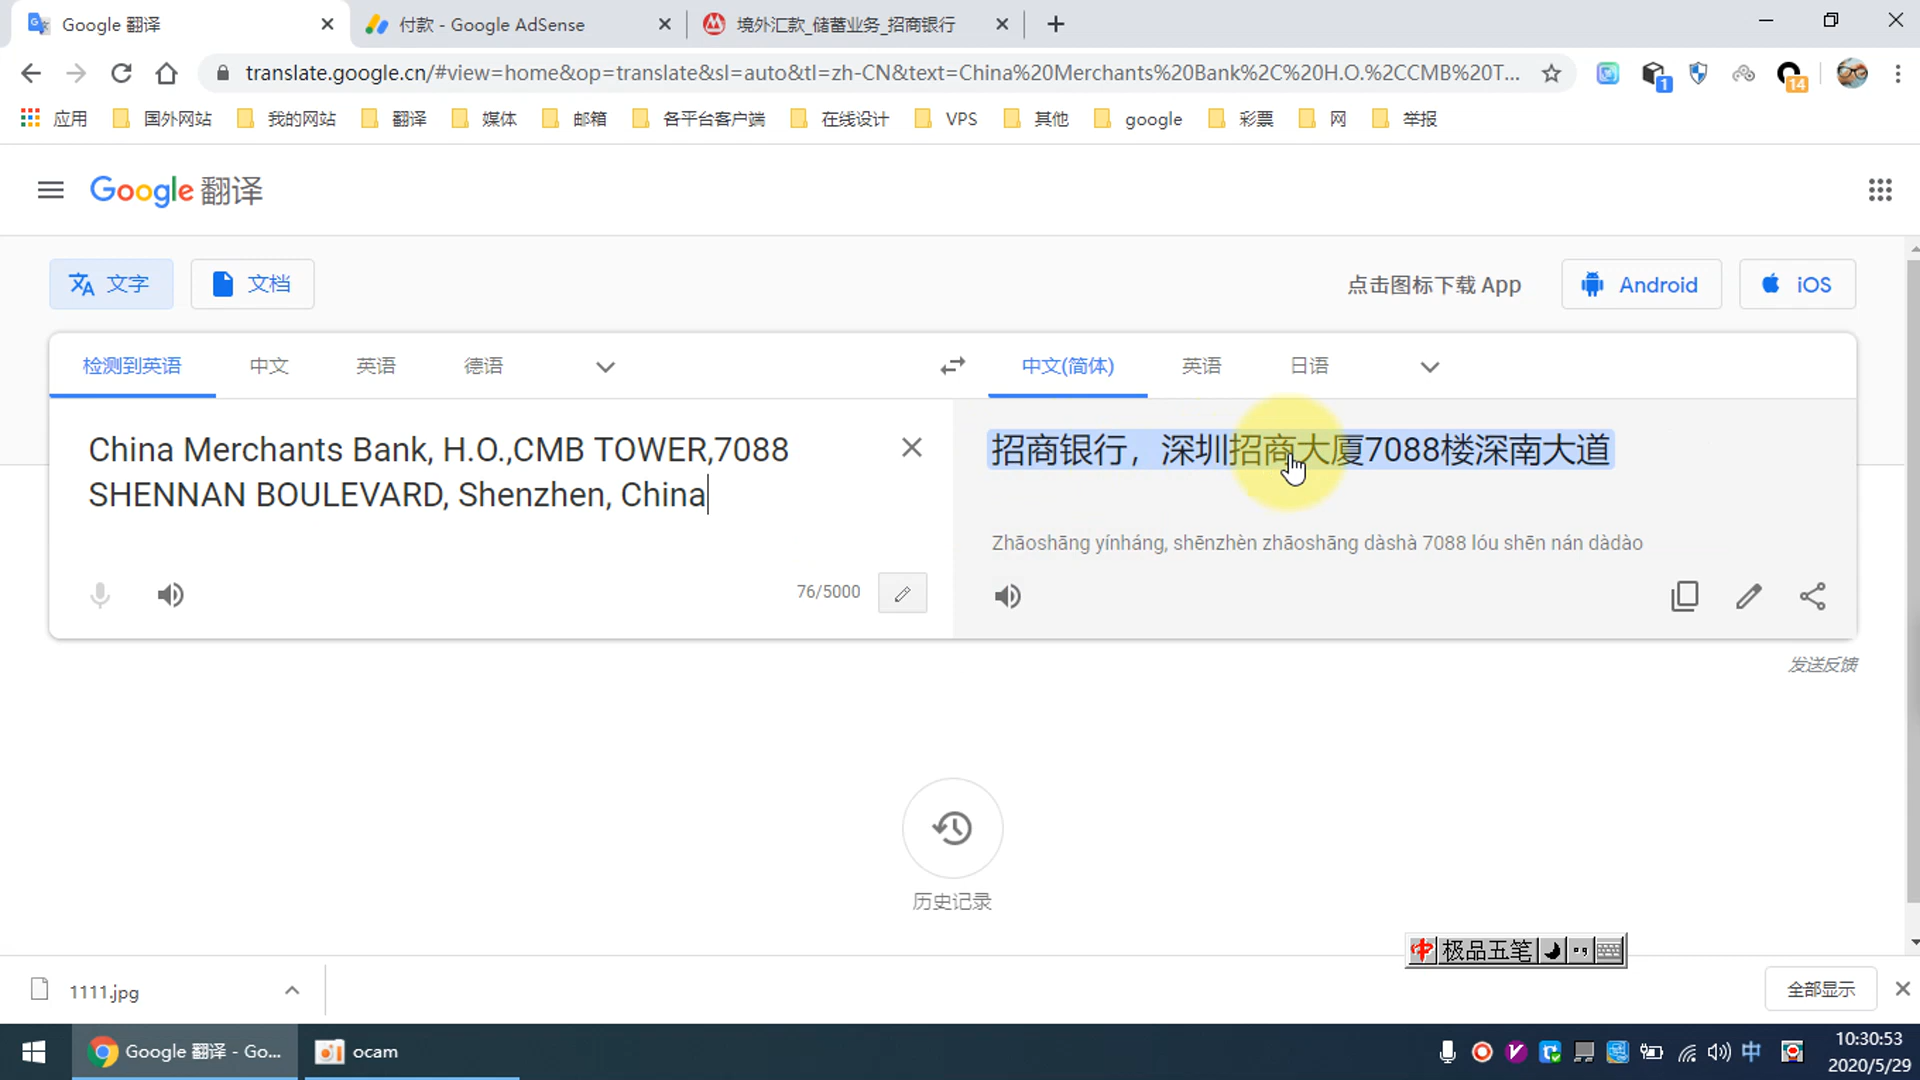 Google 翻译
付款 - Google AdSense
境外汇款_储蓄业务_招商银行
translate.google.cn/#view=home&op=translate&sl=auto&tl=zh-CN&text=China%20Merchants%20Bank%2C%20H.O.%2CCMB%20T...
1
14
应用
国外网站
我的网站
翻译
媒体
邮箱
各平台客户端
在线设计
VPS
其他
google
彩票
网
举报
Google 翻译
文字
文档
点击图标下载 App
Android
iOS
检测到英语
中文
英语
德语
中文(简体)
英语
日语
China Merchants Bank, H.O.,CMB TOWER,7088
SHENNAN BOULEVARD, Shenzhen, China
招商银行，深圳招商大厦7088楼深南大道
Zhāoshāng yínháng, shēnzhèn zhāoshāng dàshà 7088 lóu shēn nán dàdào
76/5000
发送反馈
历史记录
中 极品五笔
1111.jpg
全部显示
Google 翻译 - Go...
ocam
中
10:30:53
2020/5/29